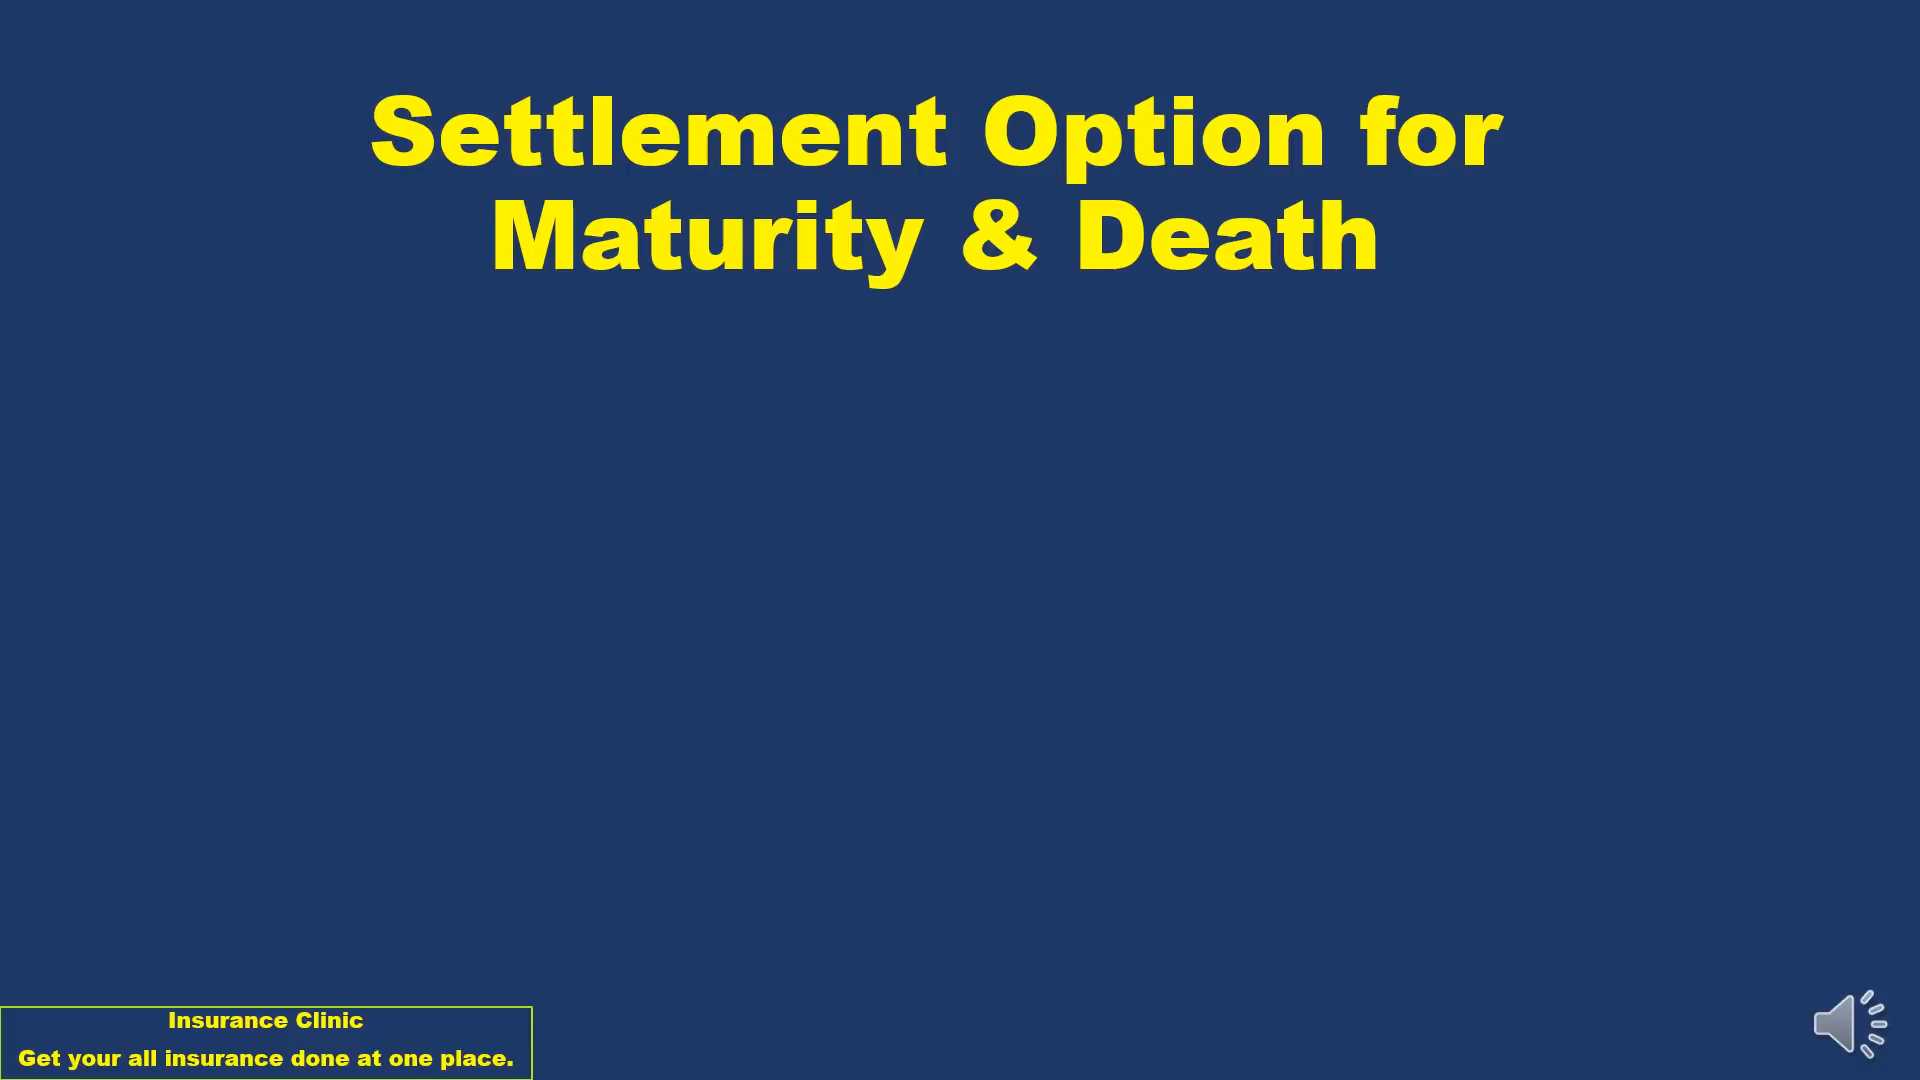 Settlement Option for
Maturity & Death
Insurance Clinic
Get your all insurance done at one place.